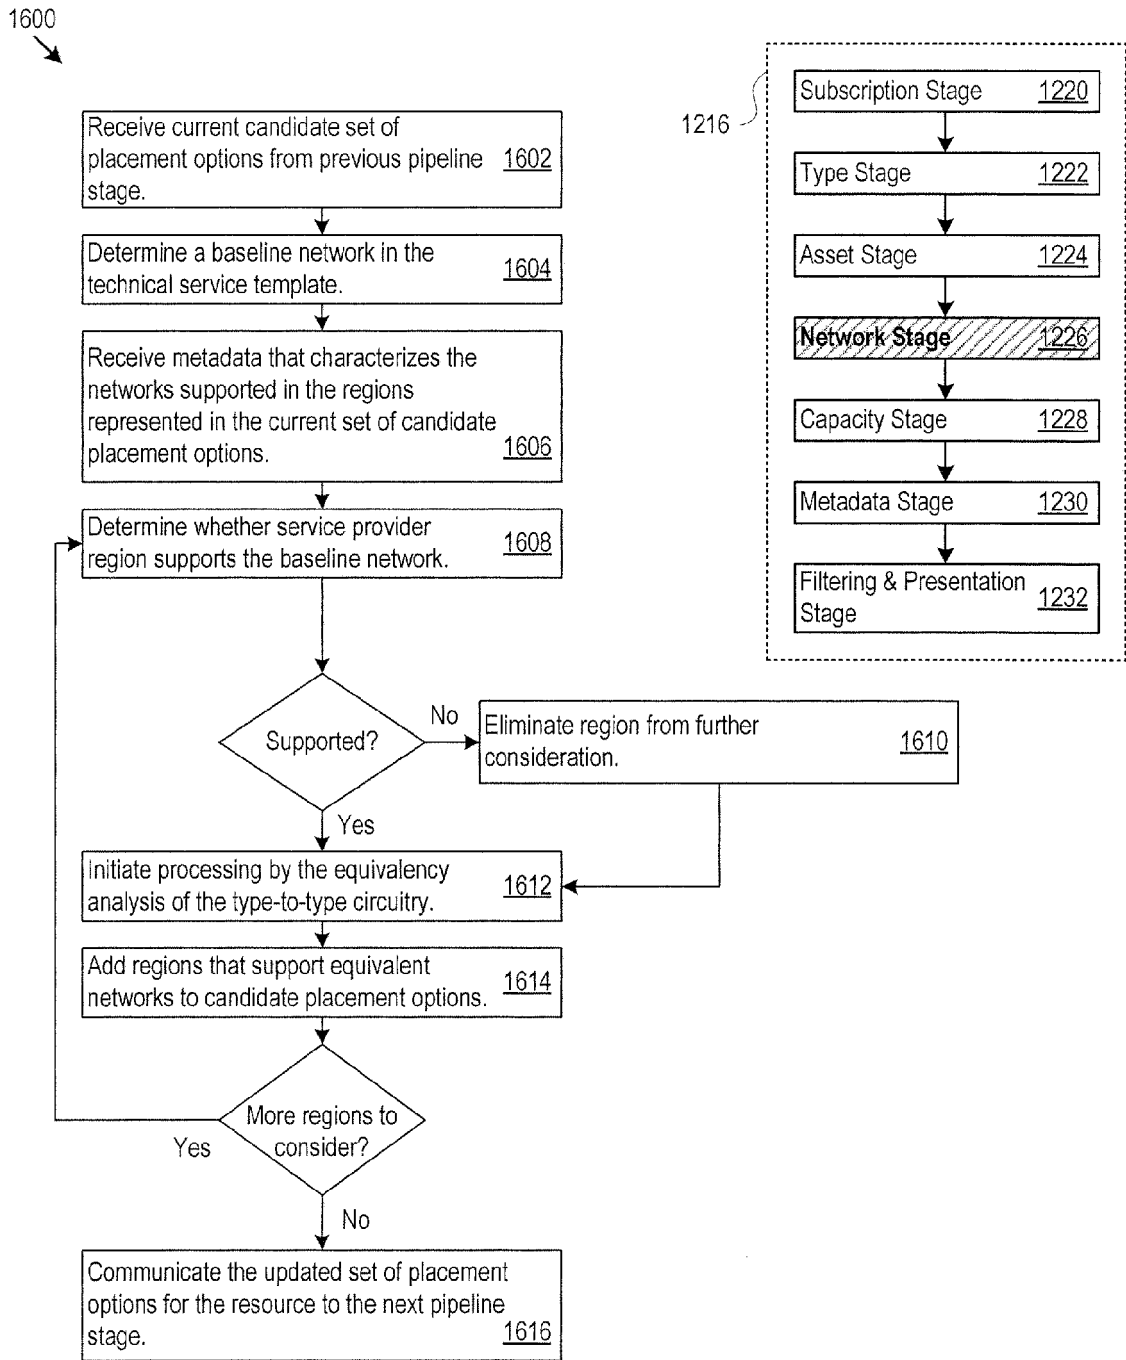 1600
Receive current candidate set of
placement options from previous pipeline
stage.
1602
Determine a baseline network in the
technical service template.
1604
Receive metadata that characterizes the
networks supported in the regions
represented in the current set of candidate
placement options.
1606
Determine whether service provider
region supports the baseline network.
1608
Supported?
No
Eliminate region from further
consideration.
1610
Yes
Initiate processing by the equivalency
analysis of the type-to-type circuitry.
1612
Add regions that support equivalent
networks to candidate placement options.
1614
More regions to
consider?
Yes
No
Communicate the updated set of placement
options for the resource to the next pipeline
stage.
1616
1216
Subscription Stage 1220
Type Stage 1222
Asset Stage 1224
Network Stage 1226
Capacity Stage 1228
Metadata Stage 1230
Filtering & Presentation
Stage
1232